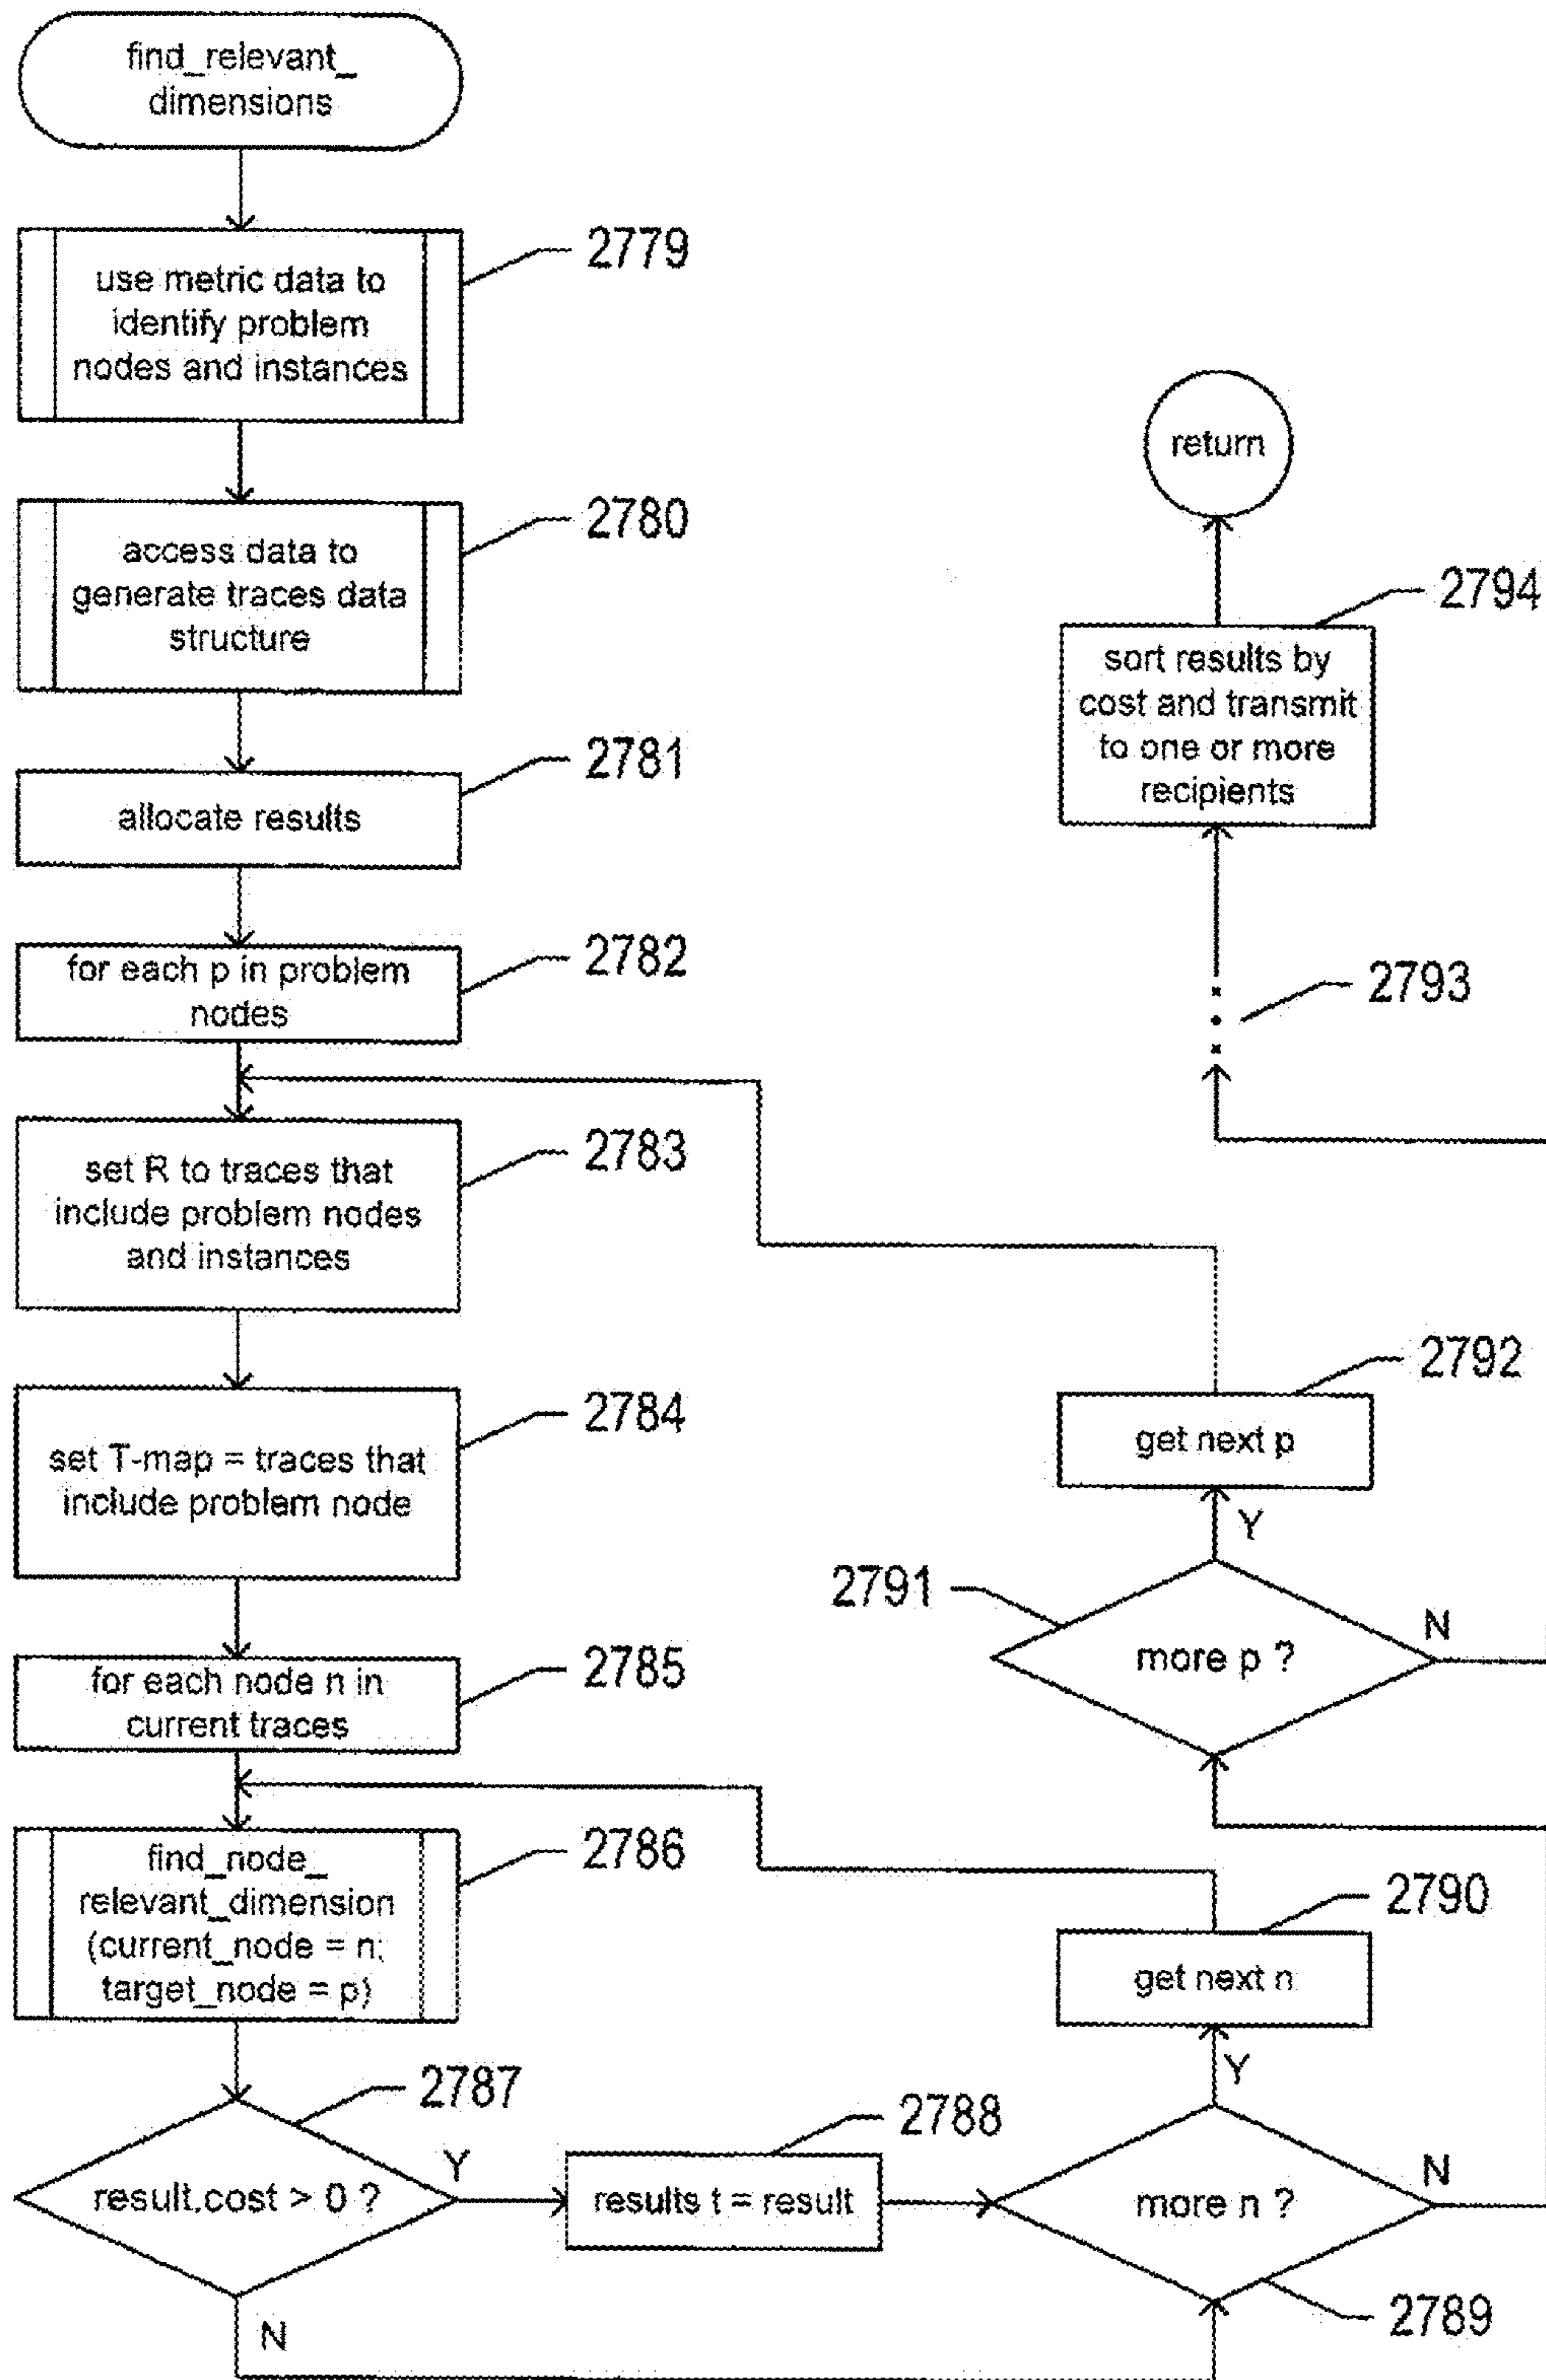 find_relevant_
dimensions
use metric data to
identify problem
nodes and instances
2779
access data to
generate traces data
structure
2780
allocate results
2781
for each p in problem
nodes
2782
set R to traces that
include problem nodes
and instances
2783
set T-map = traces that
include problem node
2784
for each node n in
current traces
2785
find_node_
relevant_dimension
(current_node = n;
target_node = p)
2786
result.cost > 0 ?
2787
Y
N
results t = result
2788
more n ?
2789
Y
N
get next n
2790
more p ?
2791
Y
N
get next p
2792
2793
sort results by
cost and transmit
to one or more
recipients
2794
return